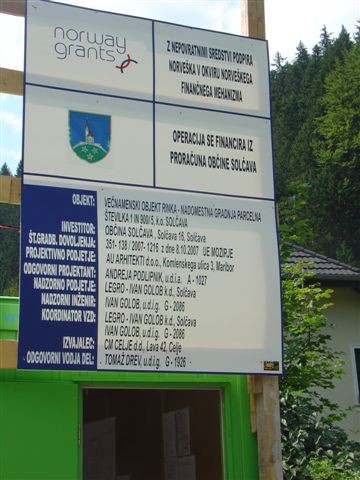 norway
grants
Z NEPOVRATNIMI SREDSTVI PODPIRA
NORVEŠKA V OKVIRU NORVEŠKEGA
FINANČNEGA MEHANIZMA
OPERACIJA SE FINANCIRA IZ
PRORAČUNA OBČINE SOLČAVA
OBJEKT: VEČNAMENSKI OBJEKT RINKA - NADOMESTNA GRADNJA PARCELNA
ŠTEVILKA 1 IN 900/5, k.o. SOLČAVA
INVESTITOR: OBČINA SOLČAVA , Solčava 16, Solčava
ŠT.GRADB. DOVOLJENJA: 351- 138 / 2007- 1216 z dne 8.10.2007 UE MOZIRJE
PROJEKTIVNO PODJETJE: AU ARHITEKTI d.o.o., Komenskega ulica 3, Maribor
ODGOVORNI PROJEKTANT: ANDREJA PODLIPNIK, u.d.i.a. A - 1027
NADZORNO PODJETJE: LEGRO - IVAN GOLOB k.d., Solčava
NADZORNI INŽENIR: IVAN GOLOB, u.d.i.g. G - 2086
KOORDINATOR VZD: LEGRO - IVAN GOLOB k.d., Solčava
IVAN GOLOB, u.d.i.g. G - 2086
IZVAJALEC: CM CELJE d.d., Lava 42, Celje
ODGOVORNI VODJA DEL: TOMAŽ DREV, u.d.i.g. G - 1926